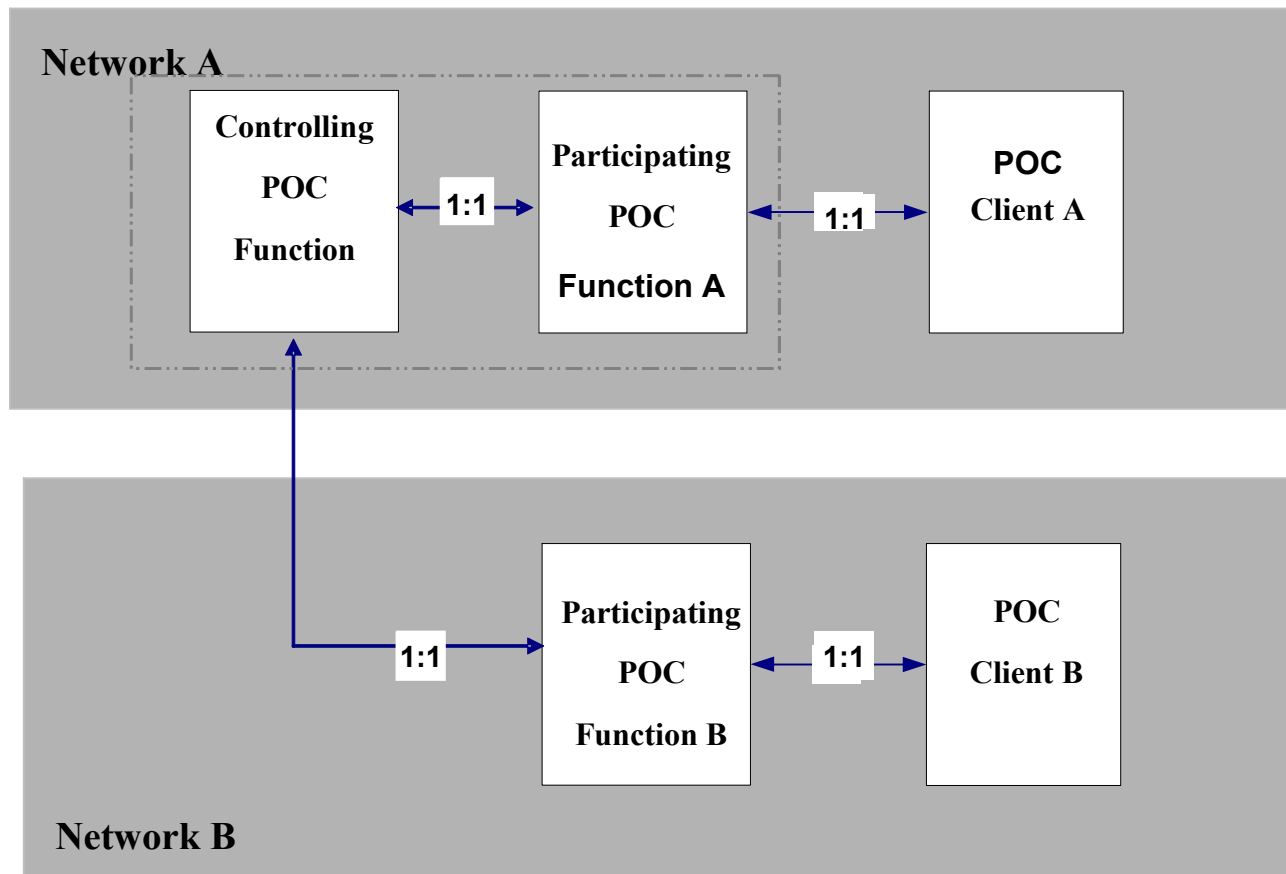 Network A
Controlling
POC
Function
1:1
Participating
POC
Function A
1:1
POC
Client A
1:1
Participating
POC
Function B
1:1
POC
Client B
Network B